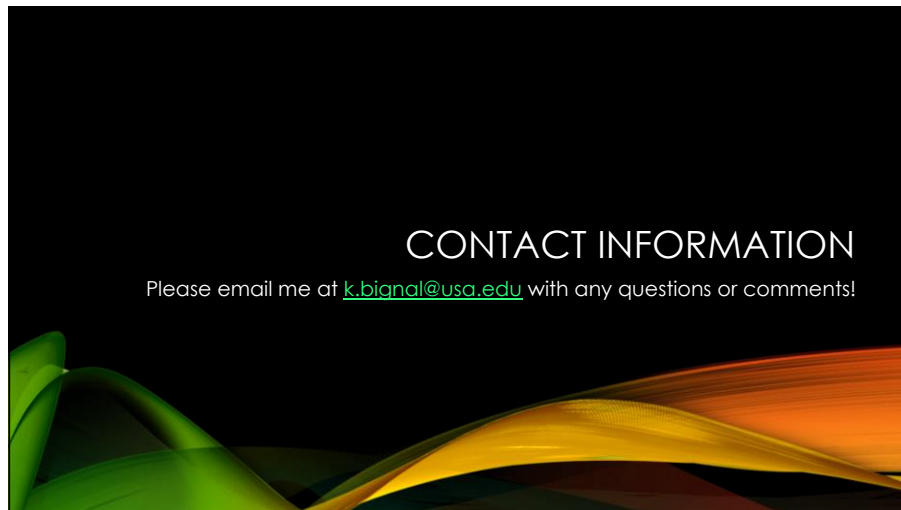 CONTACT INFORMATION
Please email me at k.bignal@usa.edu with any questions or comments!